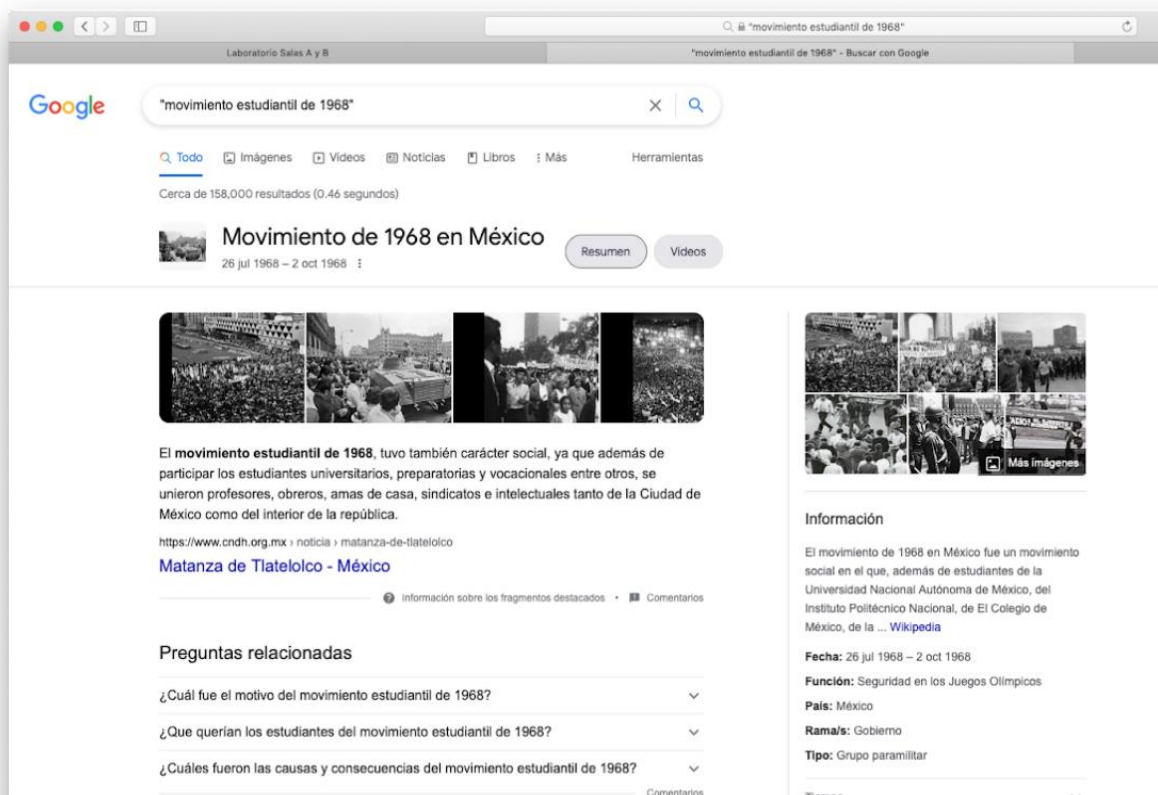 "movimiento estudiantil de 1968"
Laboratorio Salas A y B
"movimiento estudiantil de 1968" - Buscar con Google
Google
"movimiento estudiantil de 1968"
Todo
Imágenes
Videos
Noticias
Libros
Más
Herramientas
Cerca de 158,000 resultados (0.46 segundos)
Movimiento de 1968 en México
26 jul 1968 – 2 oct 1968
Resumen
Videos
El movimiento estudiantil de 1968, tuvo también carácter social, ya que además de
participar los estudiantes universitarios, preparatorias y vocacionales entre otros, se
unieron profesores, obreros, amas de casa, sindicatos e intelectuales tanto de la Ciudad de
México como del interior de la república.
https://www.cndh.org.mx › noticia › matanza-de-tlatelolco
Matanza de Tlatelolco - México
Información sobre los fragmentos destacados • Comentarios
Preguntas relacionadas
¿Cuál fue el motivo del movimiento estudiantil de 1968?
¿Que querían los estudiantes del movimiento estudiantil de 1968?
¿Cuáles fueron las causas y consecuencias del movimiento estudiantil de 1968?
Comentarios
Más imágenes
Información
El movimiento de 1968 en México fue un movimiento
social en el que, además de estudiantes de la
Universidad Nacional Autónoma de México, del
Instituto Politécnico Nacional, de El Colegio de
México, de la ... Wikipedia
Fecha: 26 jul 1968 – 2 oct 1968
Función: Seguridad en los Juegos Olímpicos
País: México
Rama/s: Gobierno
Tipo: Grupo paramilitar